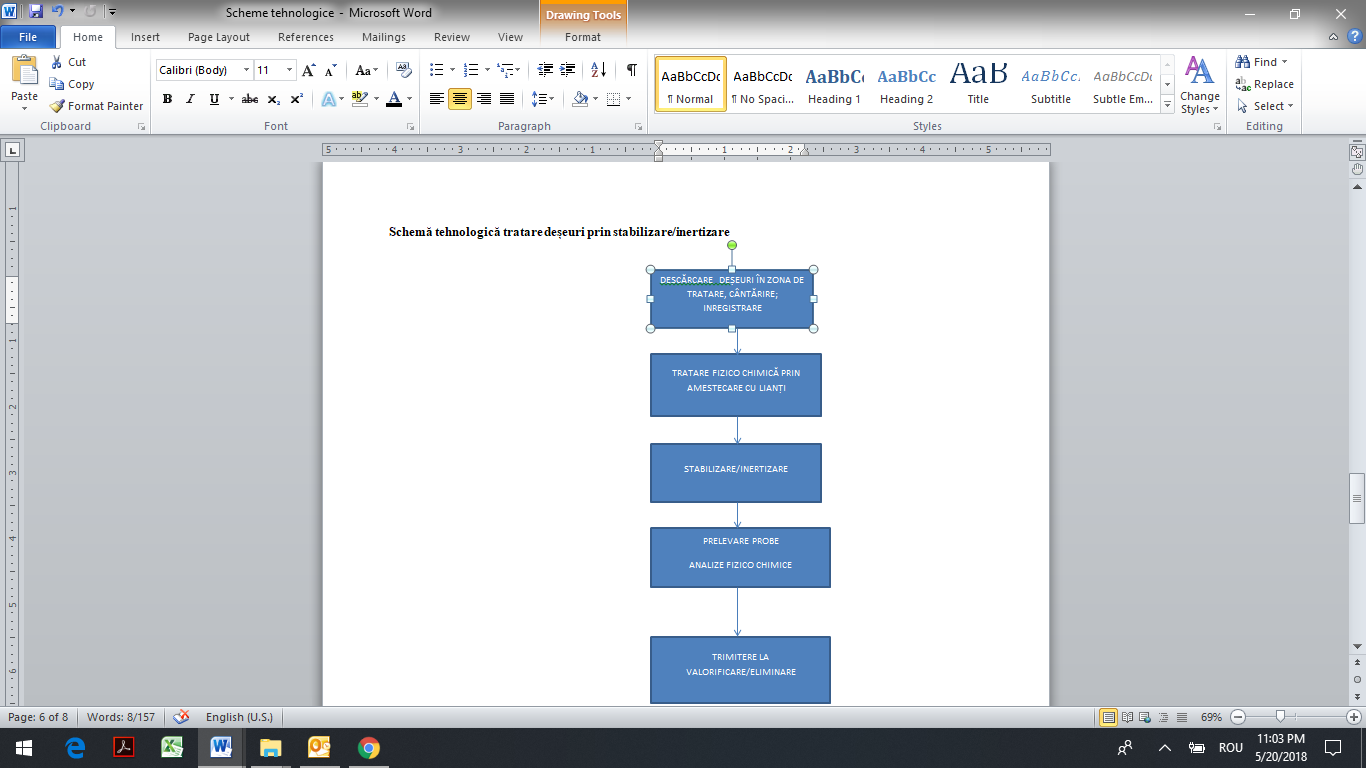 Scheme tehnologice - Microsoft Word
Drawing Tools
File
Home
Insert
Page Layout
References
Mailings
Review
View
Format
Paste
Cut
Copy
Format Painter
Clipboard
Calibri (Body)
11
Font
Paragraph
AaBbCcDc
¶ Normal
AaBbCcDc
¶ No Spaci...
AaBbCc
Heading 1
AaBbCc
Heading 2
AaB
Title
AaBbCc.
Subtitle
AaBbCcDc
Subtle Em...
Styles
Change Styles
Find
Replace
Select
Editing
Schemă tehnologică tratare deșeuri prin stabilizare/inertizare
DESCĂRCARE DEȘEURI ÎN ZONA DE
TRATARE, CÂNTĂRIRE;
INREGISTRARE
TRATARE FIZICO CHIMICĂ PRIN
AMESTECARE CU LIANȚI
STABILIZARE/INERTIZARE
PRELEVARE PROBE
ANALIZE FIZICO CHIMICE
TRIMITERE LA
VALORIFICARE/ELIMINARE
Page: 6 of 8
Words: 8/157
English (U.S.)
69%
ROU
11:03 PM
5/20/2018